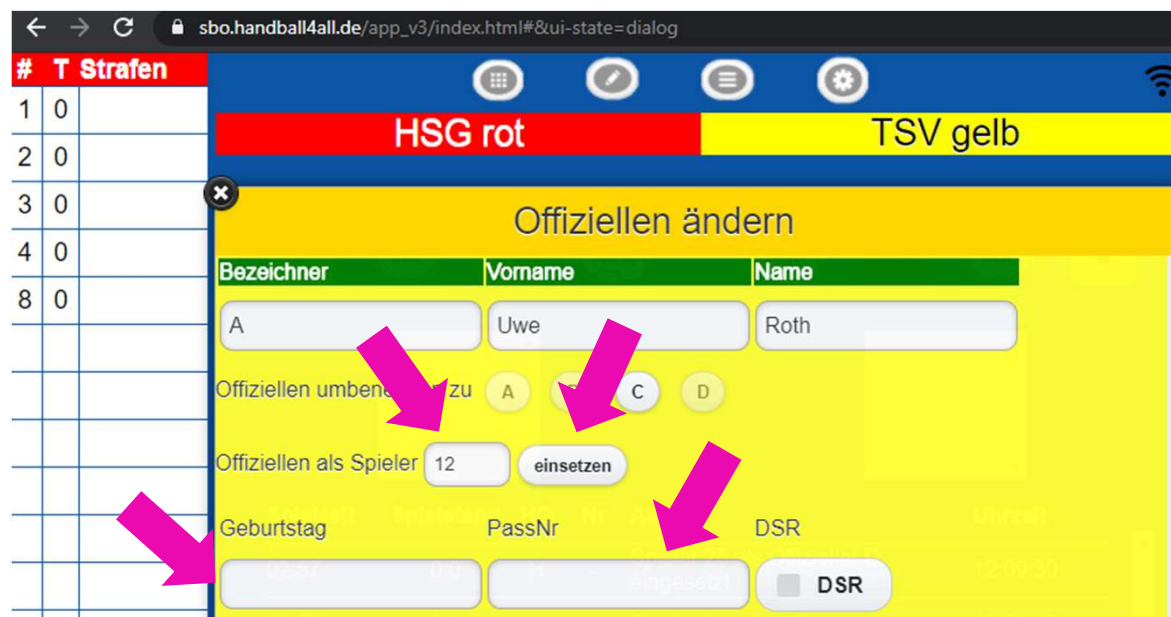 sbo.handball4all.de/app_v3/index.html#&ui-state=dialog
# T Strafen
1 0
2 0
3 0
4 0
8 0
HSG rot TSV gelb
Offiziellen ändern
Bezeichner Vorname Name
A Uwe Roth
Offiziellen zu A C D
Offiziellen als Spieler 12 einsetzen
Geburtstag PassNr DSR
DSR